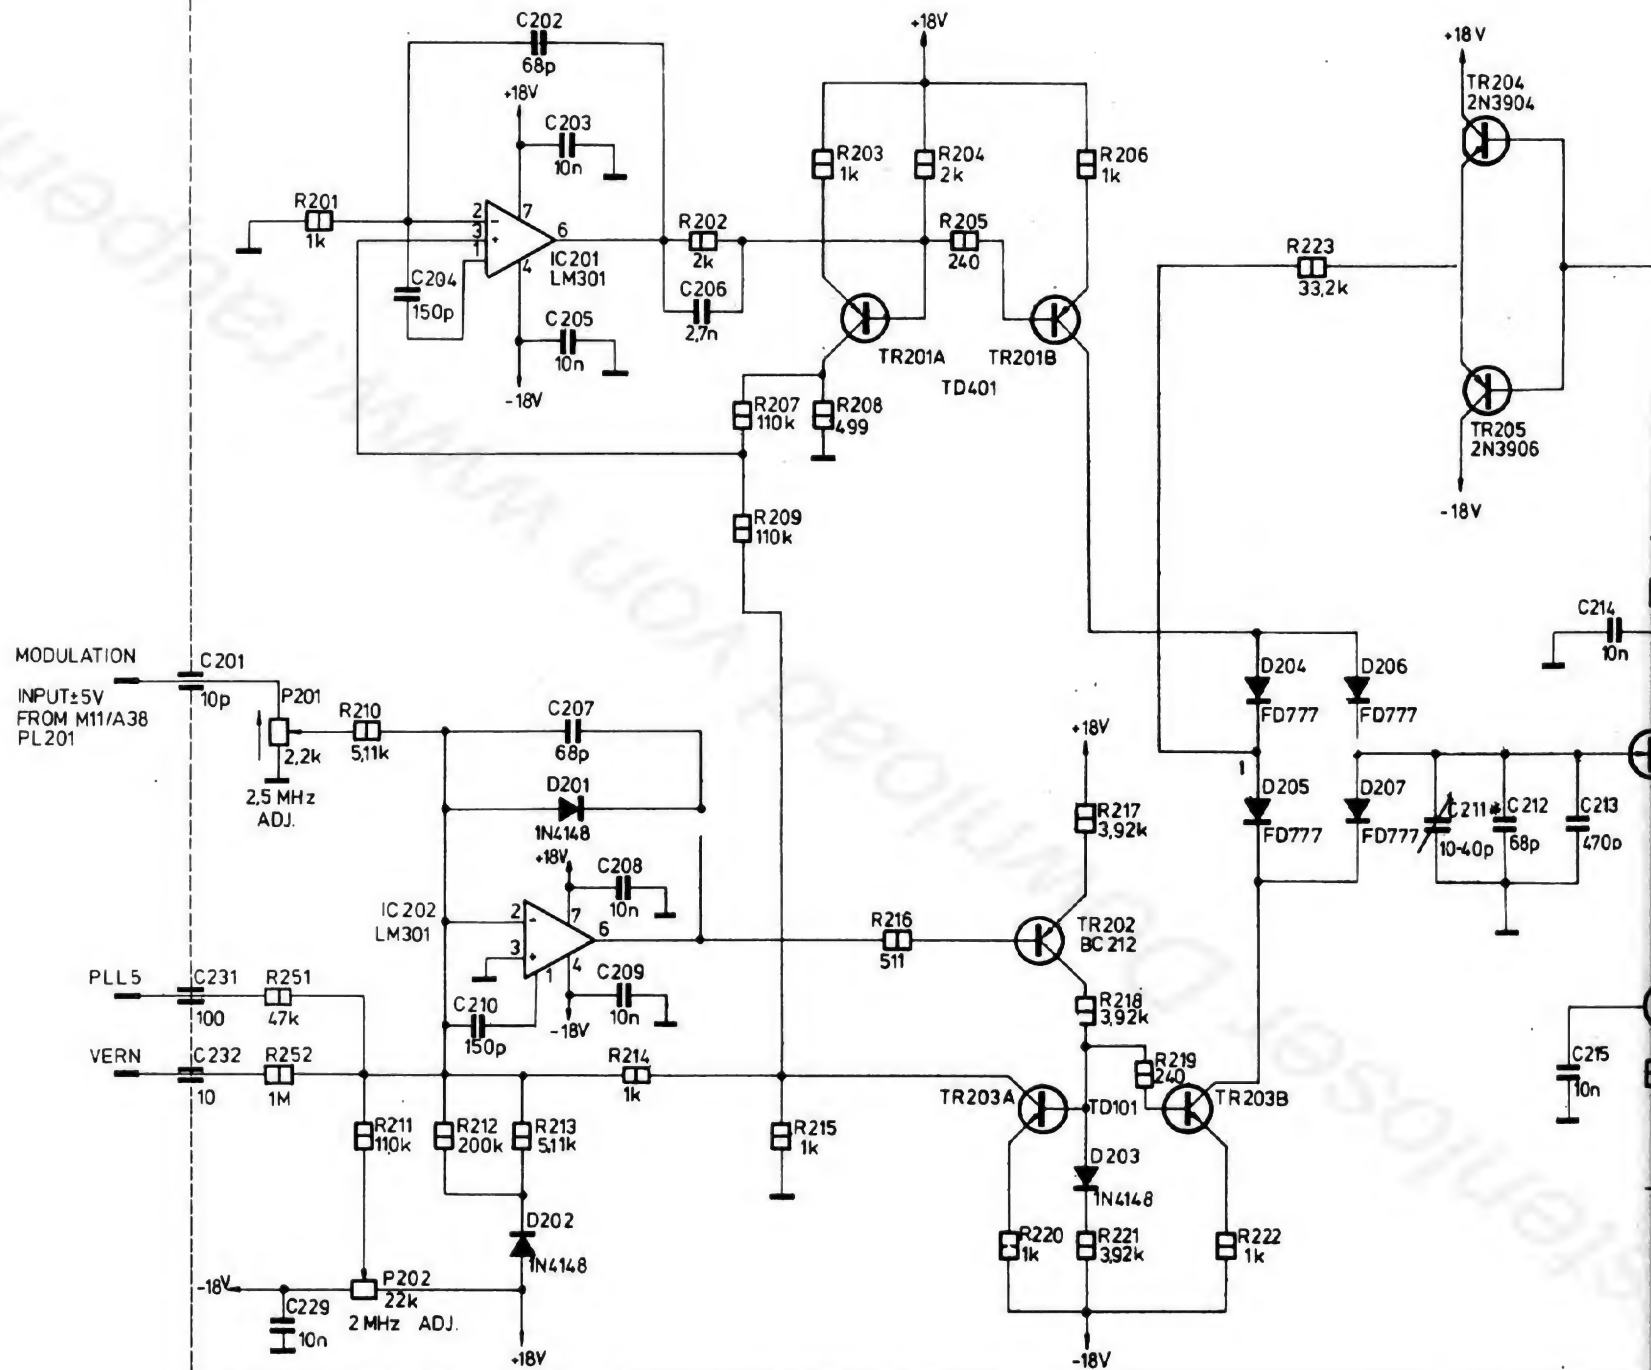 C202
68p
+18V
C203
10n
R201
1k
2
3
1
7
4
6
-
+
IC201
LM301
C204
150p
C205
10n
-18V
R202
2k
C206
2,7n
+18V
R203
1k
R204
2k
R206
1k
R205
240
TR201A
TR201B
TD401
R207
110k
R208
499
R209
110k
+18V
TR204
2N3904
R223
33,2k
TR205
2N3906
-18V
MODULATION
INPUT±5V
FROM M11/A38
PL201
C201
10p
P201
2,2k
2,5 MHz
ADJ.
R210
5,11k
C207
68p
D201
1N4148
+18V
C208
10n
IC202
LM301
2
3
1
7
4
6
-
+
C209
10n
-18V
C210
150p
PLL5
C231
100
R251
47k
VERN
C232
10
R252
1M
R214
1k
R211
110k
R212
200k
R213
5,11k
R215
1k
D202
1N4148
-18V
P202
22k
2 MHz ADJ.
C229
10n
+18V
R216
511
+18V
R217
3,92k
TR202
BC212
R218
3,92k
R219
240
TR203A
TD101
TR203B
D203
1N4148
R220
1k
R221
3,92k
R222
1k
-18V
D204
FD777
D206
FD777
1
D205
FD777
D207
FD777
C211
10-40p
*C212
68p
C213
470p
C214
10n
C215
10n
Download von www.raupenhaus